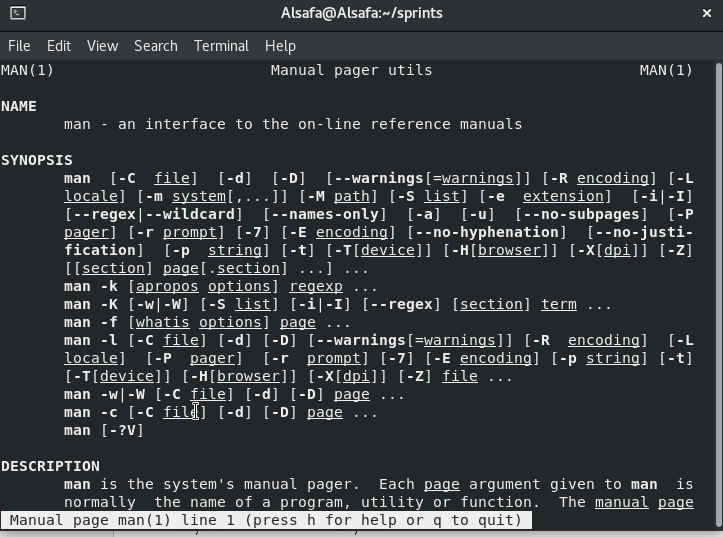 Alsafa@Alsafa:~/sprints
File Edit View Search Terminal Help
MAN(1) Manual pager utils MAN(1)
NAME
man - an interface to the on-line reference manuals
SYNOPSIS
man [-C file] [-d] [-D] [--warnings[=warnings]] [-R encoding] [-L
locale] [-m system[,...]] [-M path] [-S list] [-e extension] [-i|-I]
[--regex|--wildcard] [--names-only] [-a] [-u] [--no-subpages] [-P
pager] [-r prompt] [-7] [-E encoding] [--no-hyphenation] [--no-justi-
fication] [-p string] [-t] [-T[device]] [-H[browser]] [-X[dpi]] [-Z]
[[section] page[.section] ...] ...
man -k [apropos options] regexp ...
man -K [-w|-W] [-S list] [-i|-I] [--regex] [section] term ...
man -f [whatis options] page ...
man -l [-C file] [-d] [-D] [--warnings[=warnings]] [-R encoding] [-L
locale] [-P pager] [-r prompt] [-7] [-E encoding] [-p string] [-t]
[-T[device]] [-H[browser]] [-X[dpi]] [-Z] file ...
man -w|-W [-C file] [-d] [-D] page ...
man -c [-C file] [-d] [-D] page ...
man [-?V]
DESCRIPTION
man is the system's manual pager. Each page argument given to man is
normally the name of a program, utility or function. The manual page
Manual page man(1) line 1 (press h for help or q to quit)